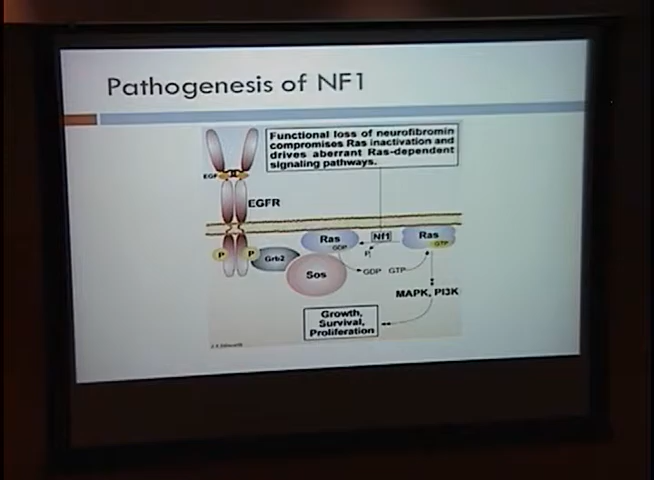 Pathogenesis of NF1
Functional loss of neurofibromin
compromises Ras inactivation and
drives aberrant Ras-dependent
signaling pathways.
EGF
EGFR
Ras
GDP
Nf1
Ras
GTP
P
P
Grb2
Pi
Sos
GDP GTP
MAPK, PI3K
Growth,
Survival,
Proliferation